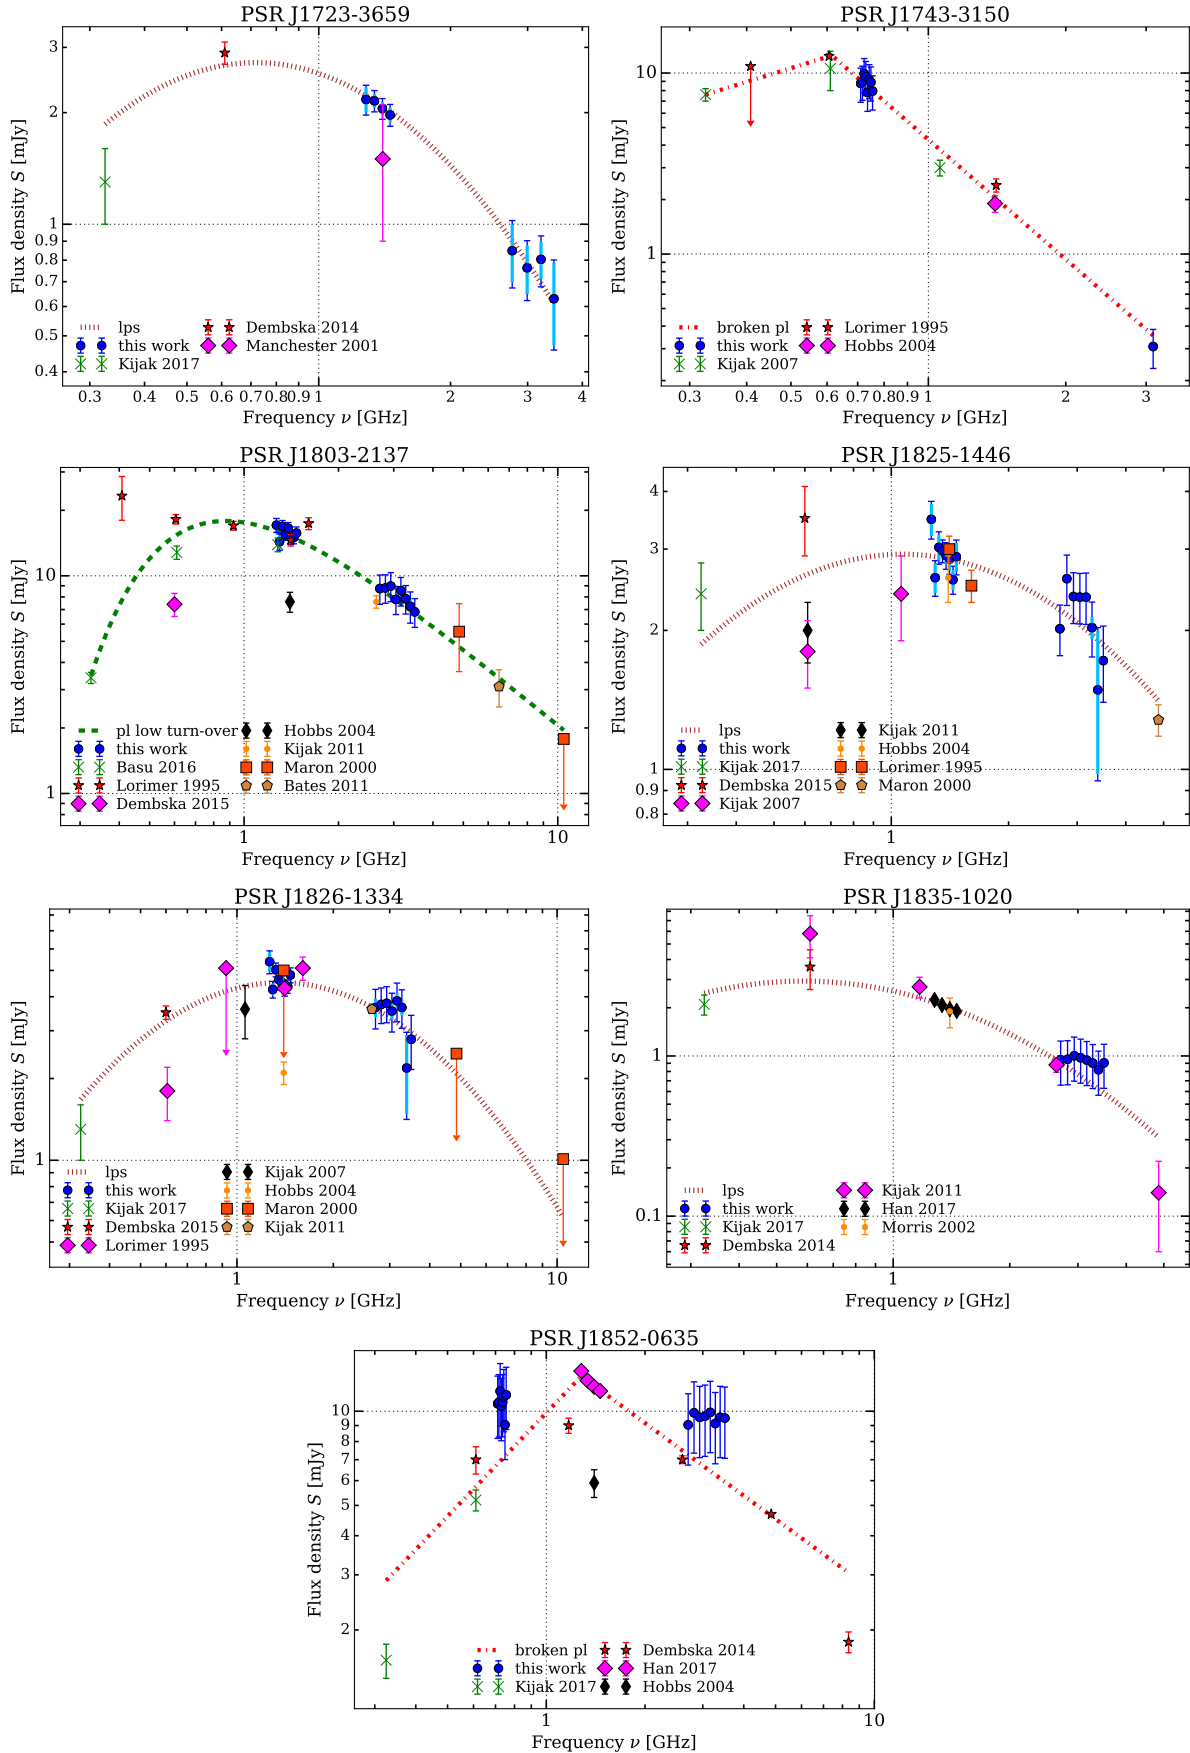 PSR J1723-3659
Flux density S [mJy]
3
2
1
0.9
0.8
0.7
0.6
0.5
0.4
lps
this work
Kijak 2017
Dembska 2014
Manchester 2001
0.3 0.4 0.5 0.6 0.7 0.8 0.9 1 2 3 4
Frequency ν [GHz]
PSR J1743-3150
Flux density S [mJy]
10
1
broken pl
this work
Kijak 2007
Lorimer 1995
Hobbs 2004
0.3 0.4 0.5 0.6 0.7 0.8 0.9 1 2 3
Frequency ν [GHz]
PSR J1803-2137
Flux density S [mJy]
10
1
pl low turn-over
this work
Basu 2016
Lorimer 1995
Dembska 2015
Hobbs 2004
Kijak 2011
Maron 2000
Bates 2011
1 10
Frequency ν [GHz]
PSR J1825-1446
Flux density S [mJy]
4
3
2
1
0.9
0.8
lps
this work
Kijak 2017
Dembska 2015
Kijak 2007
Kijak 2011
Hobbs 2004
Lorimer 1995
Maron 2000
1
Frequency ν [GHz]
PSR J1826-1334
Flux density S [mJy]
1
lps
this work
Kijak 2017
Dembska 2015
Lorimer 1995
Kijak 2007
Hobbs 2004
Maron 2000
Kijak 2011
1 10
Frequency ν [GHz]
PSR J1835-1020
Flux density S [mJy]
1
0.1
lps
this work
Kijak 2017
Dembska 2014
Kijak 2011
Han 2017
Morris 2002
1
Frequency ν [GHz]
PSR J1852-0635
Flux density S [mJy]
10
9
8
7
6
5
4
3
2
broken pl
this work
Kijak 2017
Dembska 2014
Han 2017
Hobbs 2004
1 10
Frequency ν [GHz]